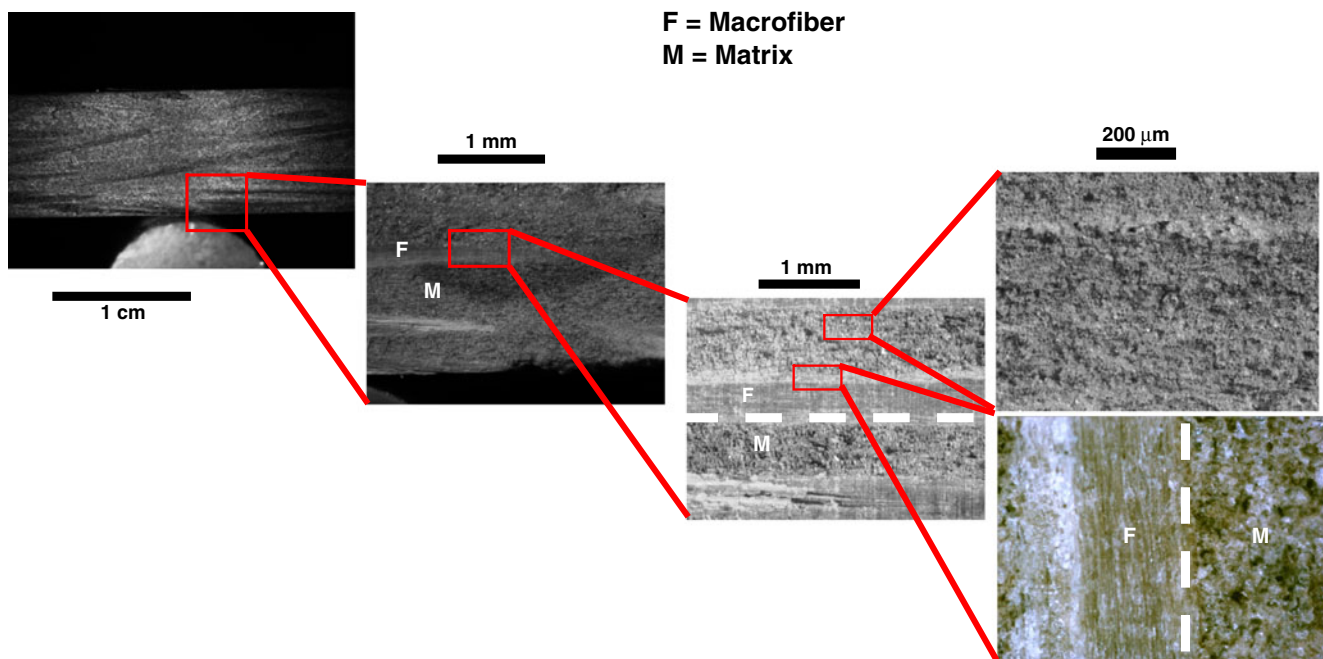 F = Macrofiber
M = Matrix
1 cm
1 mm
F
M
1 mm
F
M
200 μm
F
M